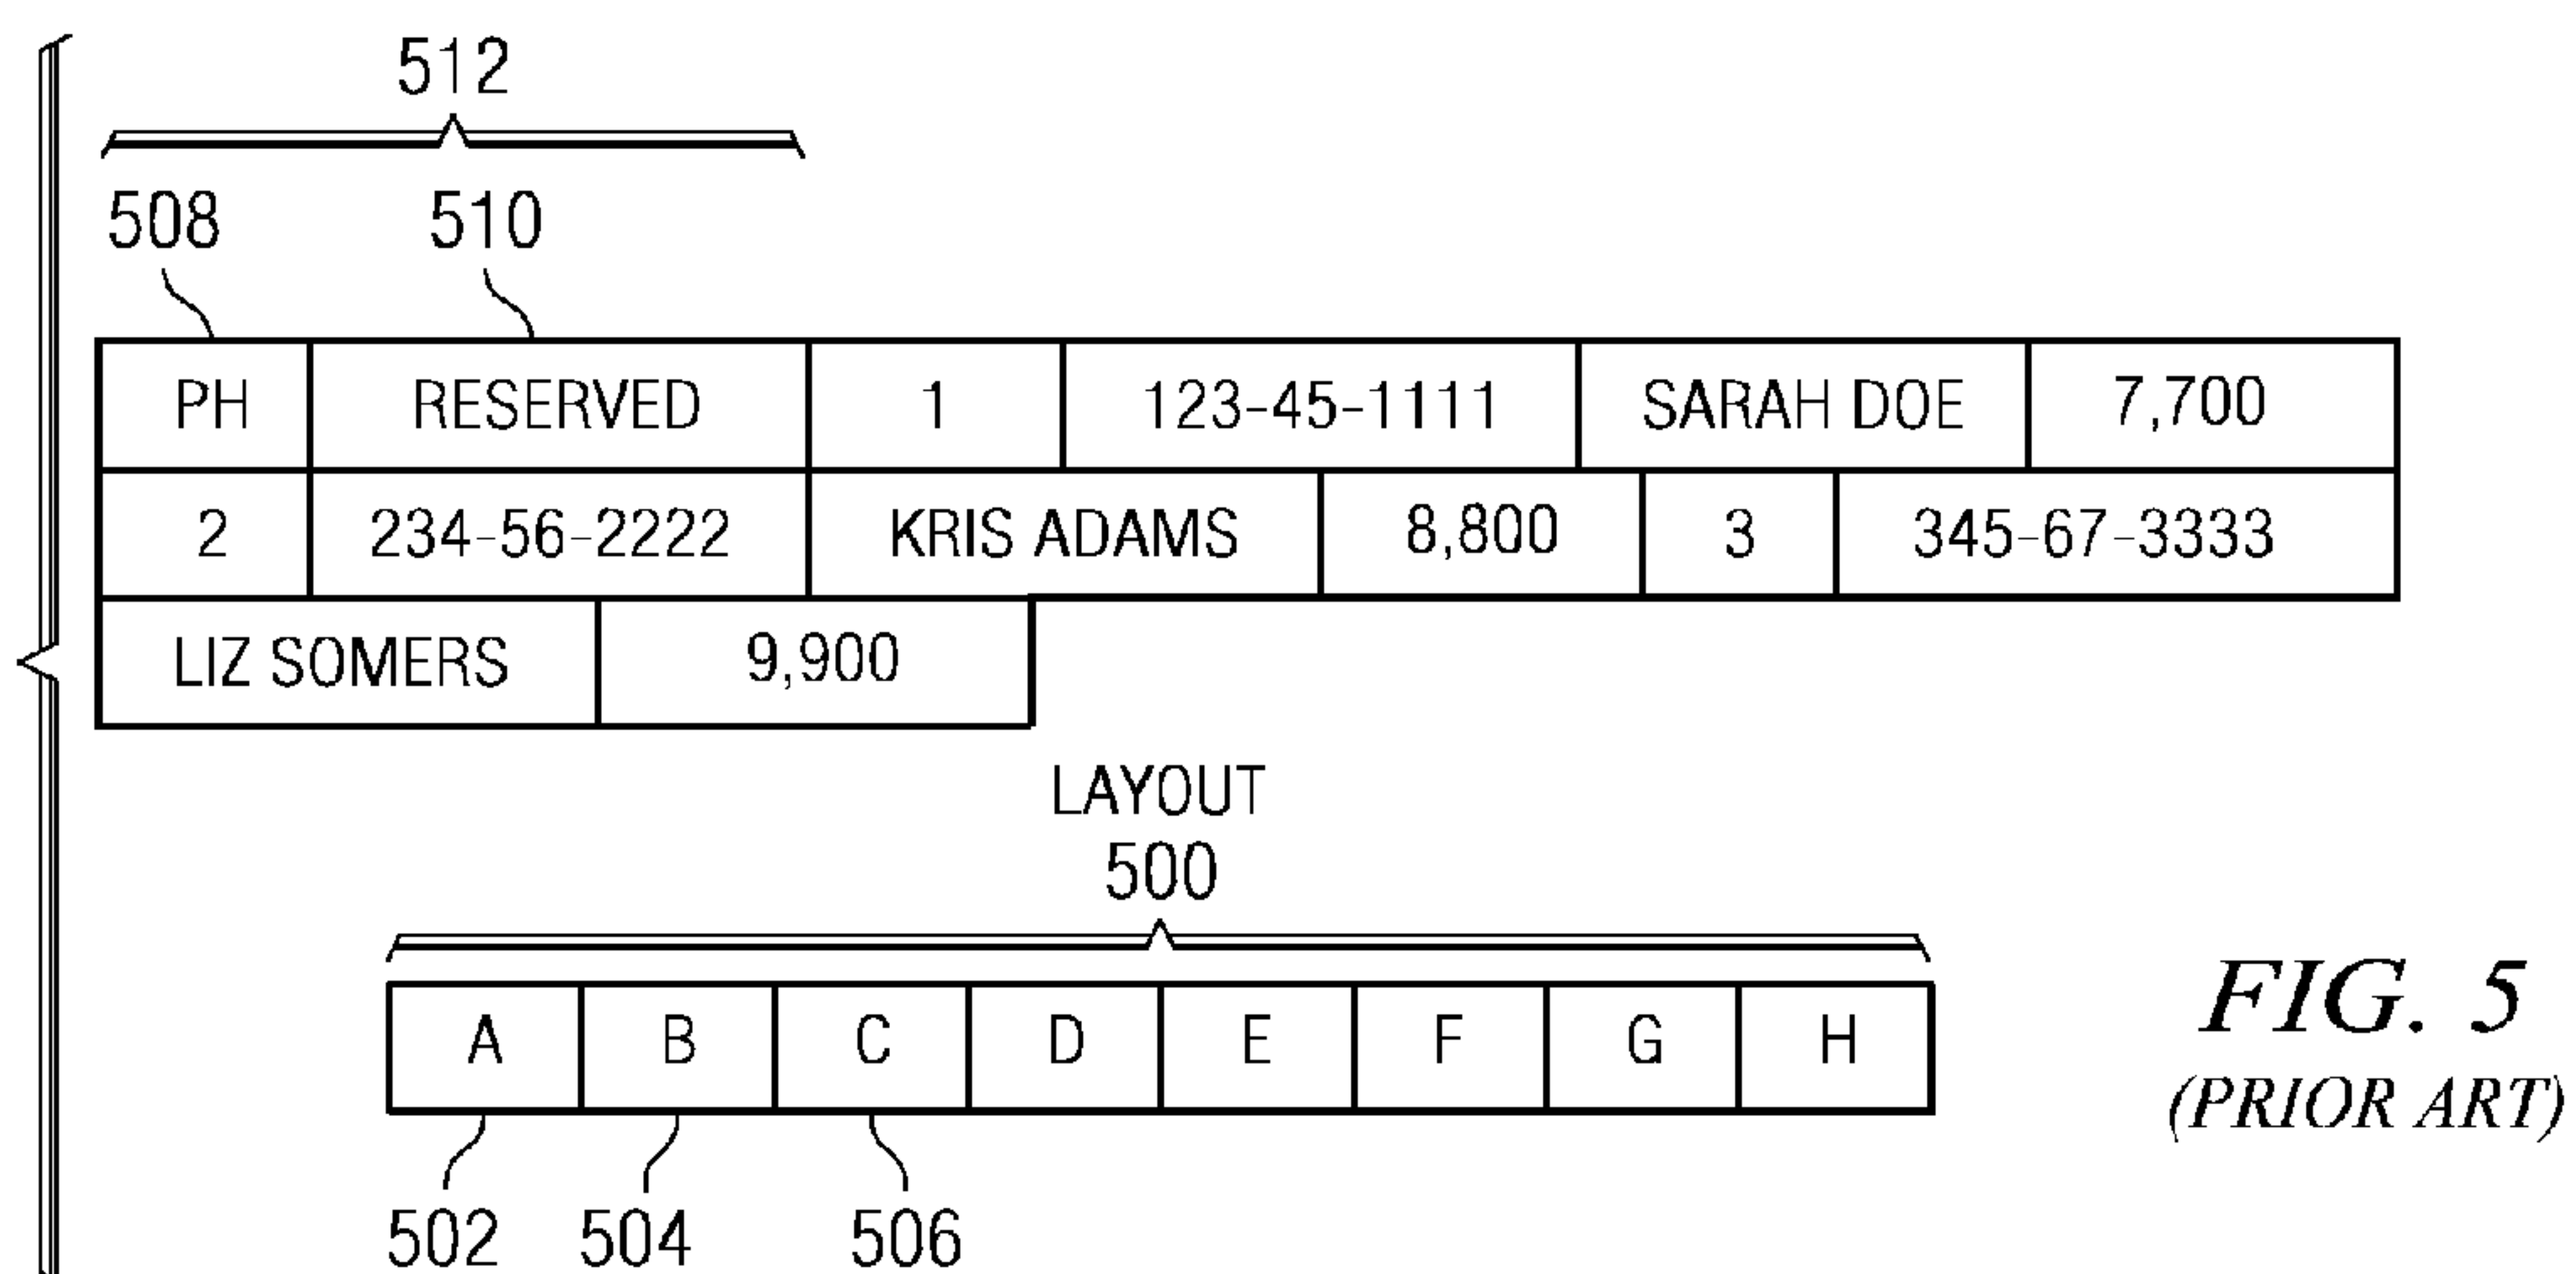 512
508 510
PH RESERVED 1 123-45-1111 SARAH DOE 7,700
2 234-56-2222 KRIS ADAMS 8,800 3 345-67-3333
LIZ SOMERS 9,900
LAYOUT
500
A B C D E F G H
502 504 506
FIG. 5
(PRIOR ART)